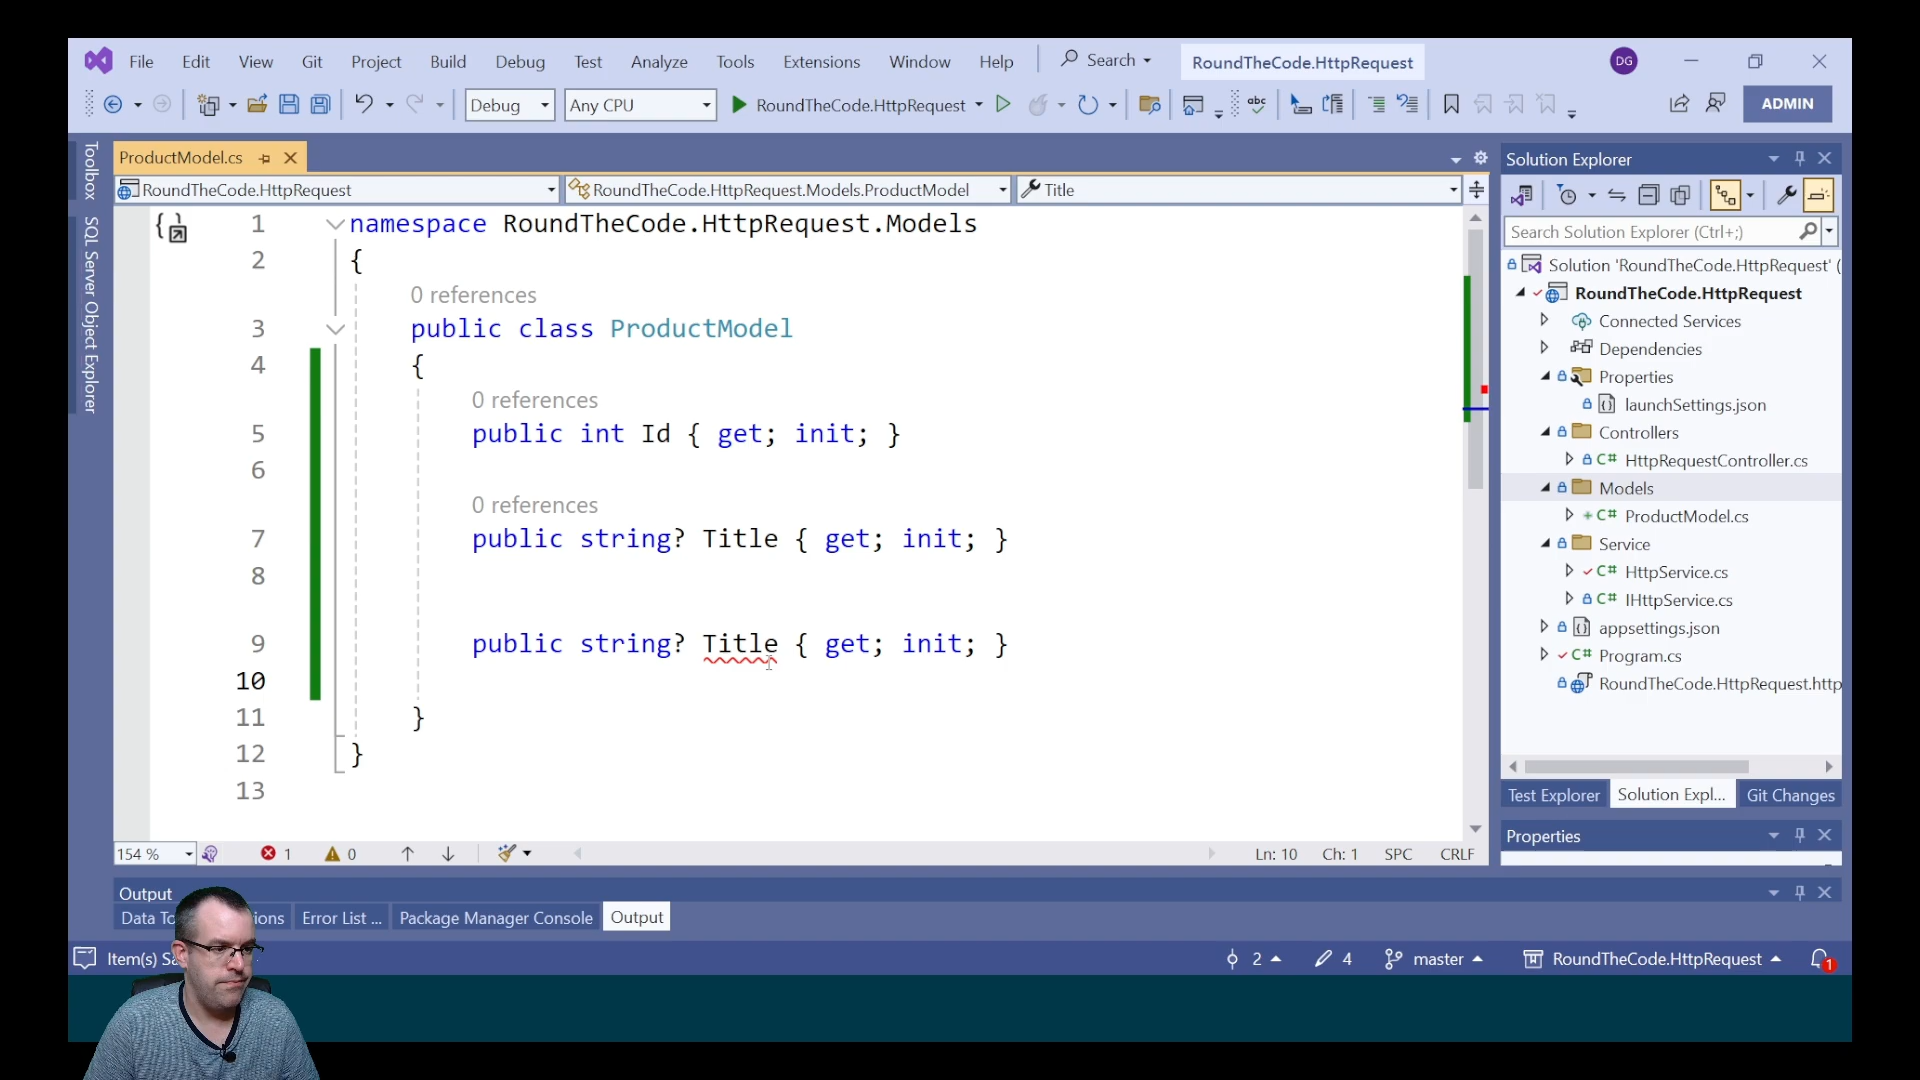 File Edit View Git Project Build Debug Test Analyze Tools Extensions Window Help Search RoundTheCode.HttpRequest DG
Debug Any CPU RoundTheCode.HttpRequest ADMIN
Toolbox
SQL Server Object Explorer
ProductModel.cs
RoundTheCode.HttpRequest RoundTheCode.HttpRequest.Models.ProductModel Title
1 namespace RoundTheCode.HttpRequest.Models
2 {
0 references
3 public class ProductModel
4 {
0 references
5 public int Id { get; init; }
6
0 references
7 public string? Title { get; init; }
8
9 public string? Title { get; init; }
10
11 }
12 }
13
154 % 1 0 Ln: 10 Ch: 1 SPC CRLF
Solution Explorer
Search Solution Explorer (Ctrl+;)
Solution 'RoundTheCode.HttpRequest' (
RoundTheCode.HttpRequest
Connected Services
Dependencies
Properties
launchSettings.json
Controllers
C# HttpRequestController.cs
Models
C# ProductModel.cs
Service
C# HttpService.cs
C# IHttpService.cs
appsettings.json
C# Program.cs
RoundTheCode.HttpRequest.http
Test Explorer Solution Expl... Git Changes
Properties
Output
Data To ions Error List ... Package Manager Console Output
Item(s) Sa 2 4 master RoundTheCode.HttpRequest 1